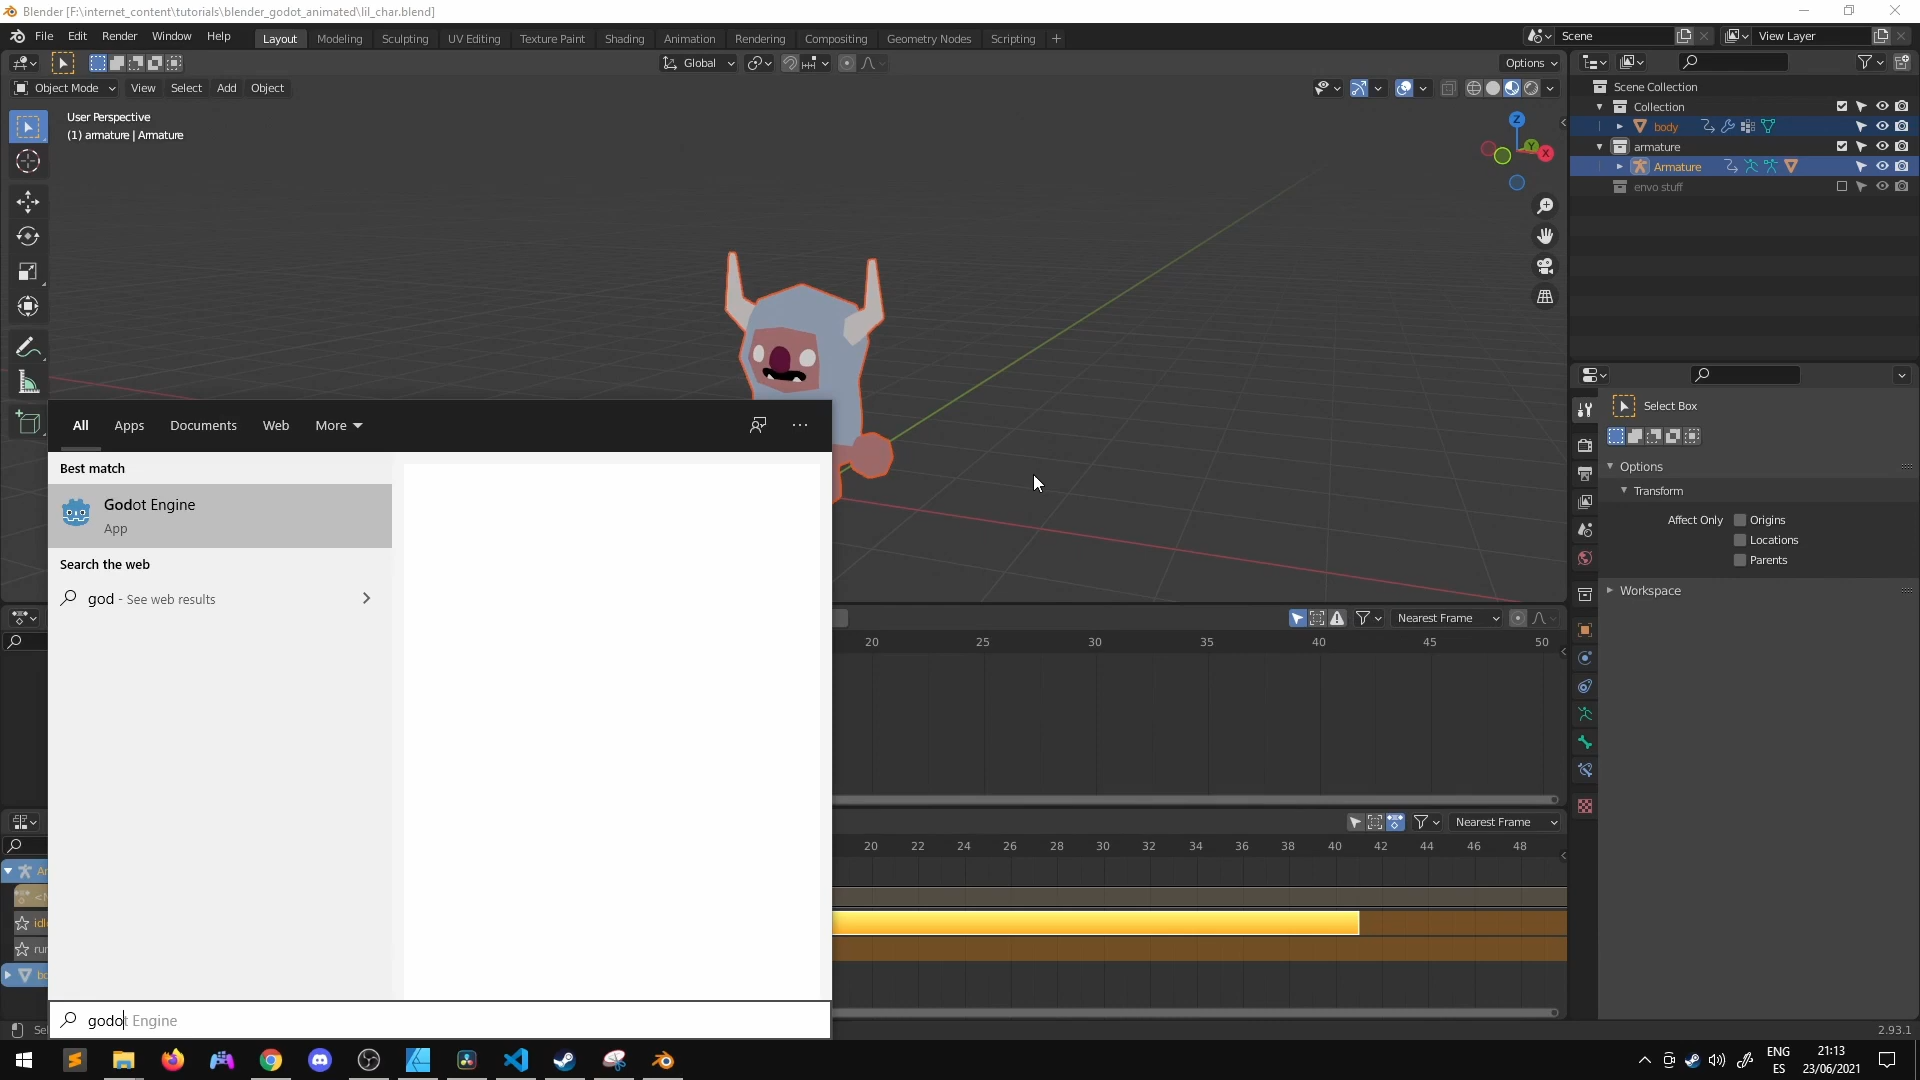 Blender [F:\internet_content\tutorials\blender_godot_animated\lil_char.blend]
File Edit Render Window Help Layout Modeling Sculpting UV Editing Texture Paint Shading Animation Rendering Compositing Geometry Nodes Scripting + Scene View Layer
Global Options
Object Mode View Select Add Object
User Perspective
(1) armature | Armature
Z
Y
X
Scene Collection
Collection
body
armature
Armature
envo stuff
Select Box
Options
Transform
Affect Only Origins
Locations
Parents
Workspace
All Apps Documents Web More
Best match
Godot Engine
App
Search the web
god - See web results
godot Engine
Nearest Frame
20 25 30 35 40 45 50
Nearest Frame
20 22 24 26 28 30 32 34 36 38 40 42 44 46 48
2.93.1
ENG
ES
21:13
23/06/2021